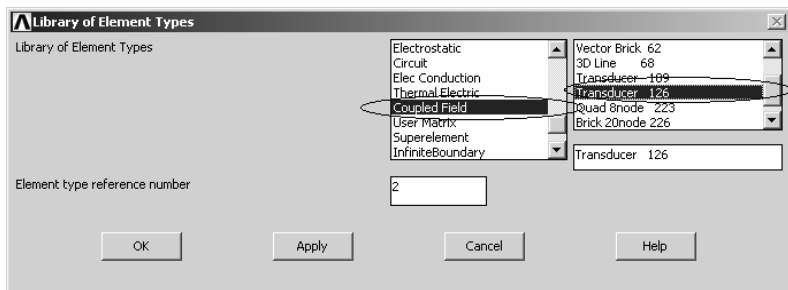 Library of Element Types
Library of Element Types
Electrostatic
Circuit
Elec Conduction
Thermal Electric
Coupled Field
User Matrix
Superelement
InfiniteBoundary
Vector Brick 62
3D Line 68
Transducer 109
Transducer 126
Quad 8node 223
Brick 20node 226
Transducer 126
Element type reference number
2
OK
Apply
Cancel
Help